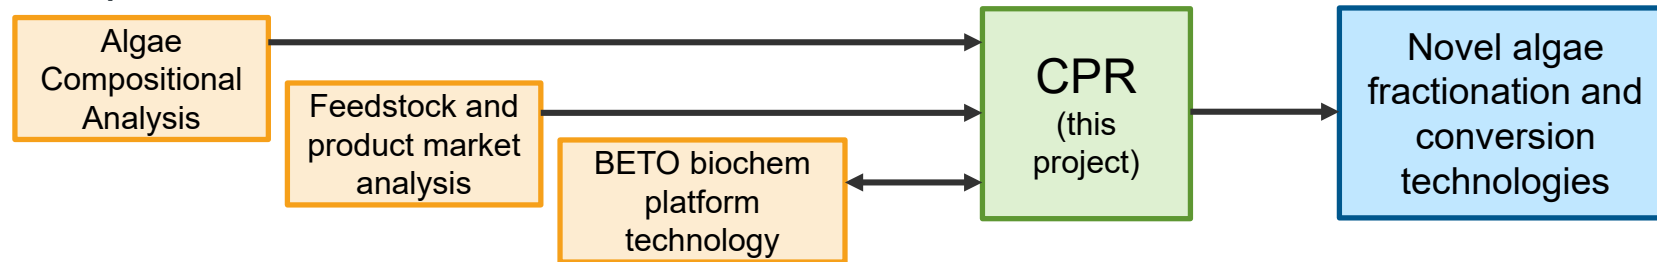 Algae
Compositional
Analysis
Feedstock and
product market
analysis
BETO biochem
platform
technology
CPR
(this
project)
Novel algae
fractionation and
conversion
technologies